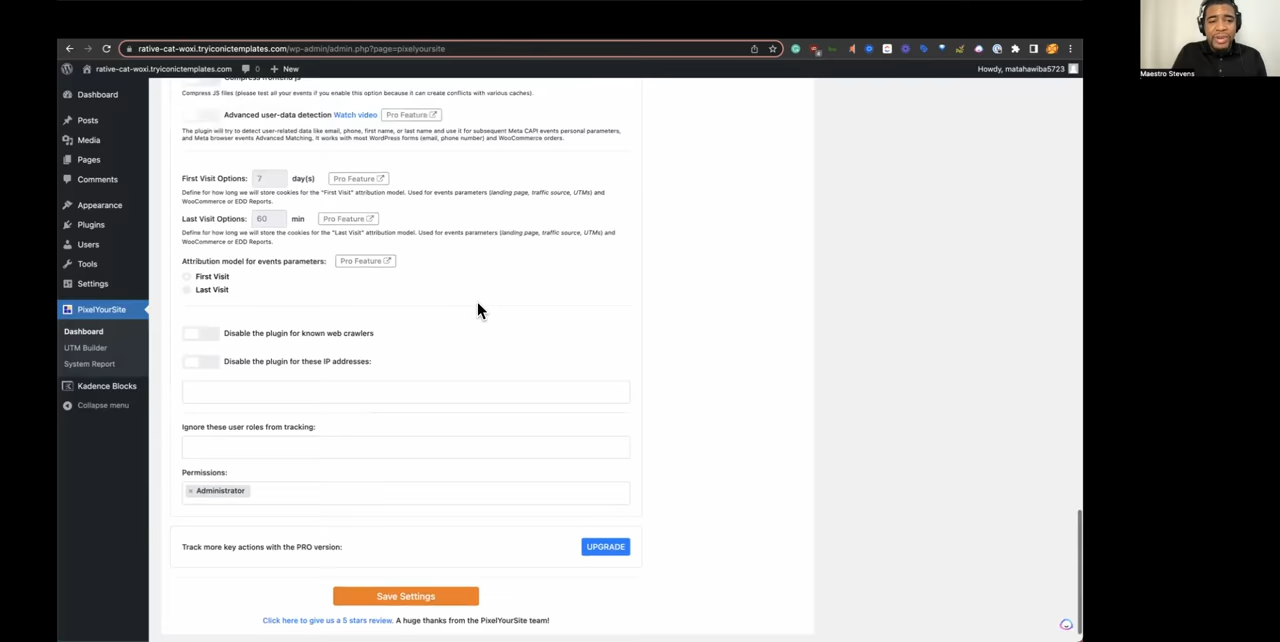 Maestro Stevens
rative-cat-woxi.tryiconictemplates.com/wp-admin/admin.php?page=pixelyoursite
rative-cat-woxi.tryiconictemplates.com 0 + New Howdy, matahawiba5723
Dashboard
Posts
Media
Pages
Comments
Appearance
Plugins
Users
Tools
Settings
PixelYourSite
Dashboard
UTM Builder
System Report
Kadence Blocks
Collapse menu
Compress frontend js
Compress JS files (please test all your events if you enable this option because it can create conflicts with various caches).
Advanced user-data detection Watch video Pro Feature
The plugin will try to detect user-related data like email, phone, first name, or last name and use it for subsequent Meta CAPI events personal parameters,
and Meta browser events Advanced Matching. It works with most WordPress forms (email, phone number) and WooCommerce orders.
First Visit Options: 7 day(s) Pro Feature
Define for how long we will store cookies for the "First Visit" attribution model. Used for events parameters (landing page, traffic source, UTMs) and
WooCommerce or EDD Reports.
Last Visit Options: 60 min Pro Feature
Define for how long we will store the cookies for the "Last Visit" attribution model. Used for events parameters (landing page, traffic source, UTMs) and
WooCommerce or EDD Reports.
Attribution model for events parameters: Pro Feature
First Visit
Last Visit
Disable the plugin for known web crawlers
Disable the plugin for these IP addresses:
Ignore these user roles from tracking:
Permissions:
× Administrator
Track more key actions with the PRO version: UPGRADE
Save Settings
Click here to give us a 5 stars review. A huge thanks from the PixelYourSite team!